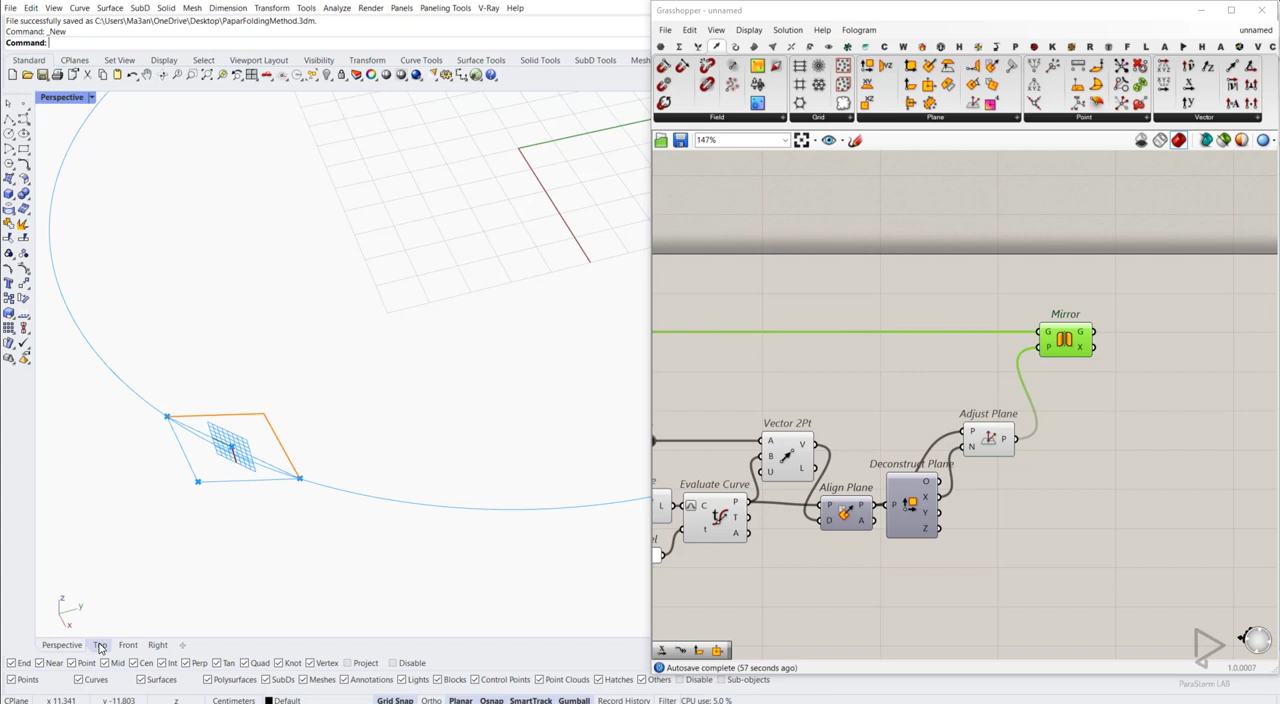 File Edit View Curve Surface SubD Solid Mesh Dimension Transform Tools Analyze Render Panels Paneling Tools V-Ray Help
File successfully saved as C:\Users\Ma3an\OneDrive\Desktop\PaparFoldingMethod.3dm.
Command: _New
Command:
Standard CPlanes Set View Display Select Viewport Layout Visibility Transform Curve Tools Surface Tools Solid Tools SubD Tools Mesh
Perspective
z
y
x
Perspective Top Front Right
End Near Point Mid Cen Int Perp Tan Quad Knot Vertex Project Disable
Points Curves Surfaces Polysurfaces SubDs Meshes Annotations Lights Blocks Control Points Point Clouds Hatches Others Disable Sub-objects
CPlane x 11.341 y -11.803 z Centimeters Default Grid Snap Ortho Planar Osnap SmartTrack Gumball Record History Filter CPU use: 5.0 %
Grasshopper - unnamed
File Edit View Display Solution Help Fologram unnamed
Field Grid Plane Point Vector
147%
Mirror
G G
P X
Adjust Plane
P
N P
Vector 2Pt
A V
B
U L
Deconstruct Plane
P O
X
Y
Z
Align Plane
P P
D A
Evaluate Curve
L
C P
T
t A
Autosave complete (57 seconds ago)
1.0.0007
ParaStorm LAB